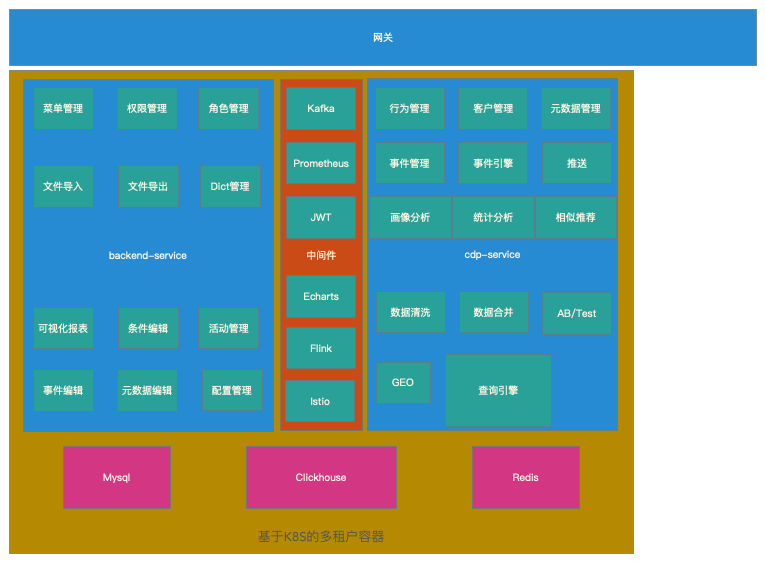 网关
菜单管理
权限管理
角色管理
文件导入
文件导出
Dict管理
backend-service
可视化报表
条件编辑
活动管理
事件编辑
元数据编辑
配置管理
Kafka
Prometheus
JWT
中间件
Echarts
Flink
Istio
行为管理
客户管理
元数据管理
事件管理
事件引擎
推送
画像分析
统计分析
相似推荐
cdp-service
数据清洗
数据合并
AB/Test
GEO
查询引擎
Mysql
Clickhouse
Redis
基于K8S的多租户容器